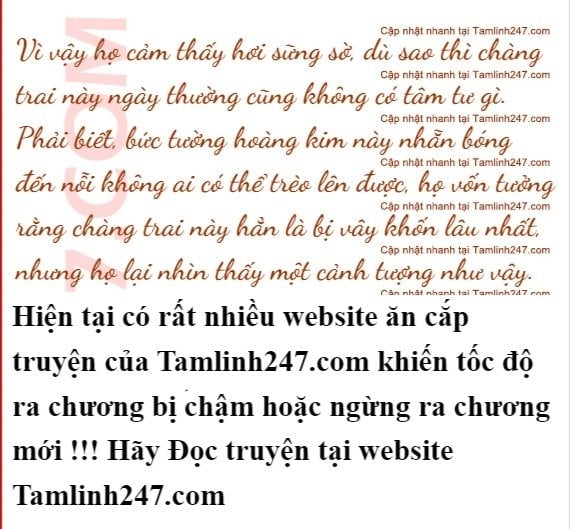 Cập nhật nhanh tại Tamlinh247.com
Vì vậy họ cảm thấy hơi sững sờ, dù sao thì chàng
Cập nhật nhanh tại Tamlinh247.com
trai này ngày thường cũng không có tâm tư gì.
Cập nhật nhanh tại Tamlinh247.com
Phải biết, bức tường hoàng kim này nhẵn bóng
Cập nhật nhanh tại Tamlinh247.com
đến nỗi không ai có thể trèo lên được, họ vốn tưởng
Cập nhật nhanh tại Tamlinh247.com
rằng chàng trai này hẳn là bị vây khốn lâu nhất,
Cập nhật nhanh tại Tamlinh247.com
nhưng họ lại nhìn thấy một cảnh tượng như vậy.
Cập nhật nhanh tại Tamlinh247.com
7.COM
Hiện tại có rất nhiều website ăn cắp
truyện của Tamlinh247.com khiến tốc độ
ra chương bị chậm hoặc ngừng ra chương
mới !!! Hãy Đọc truyện tại website
Tamlinh247.com